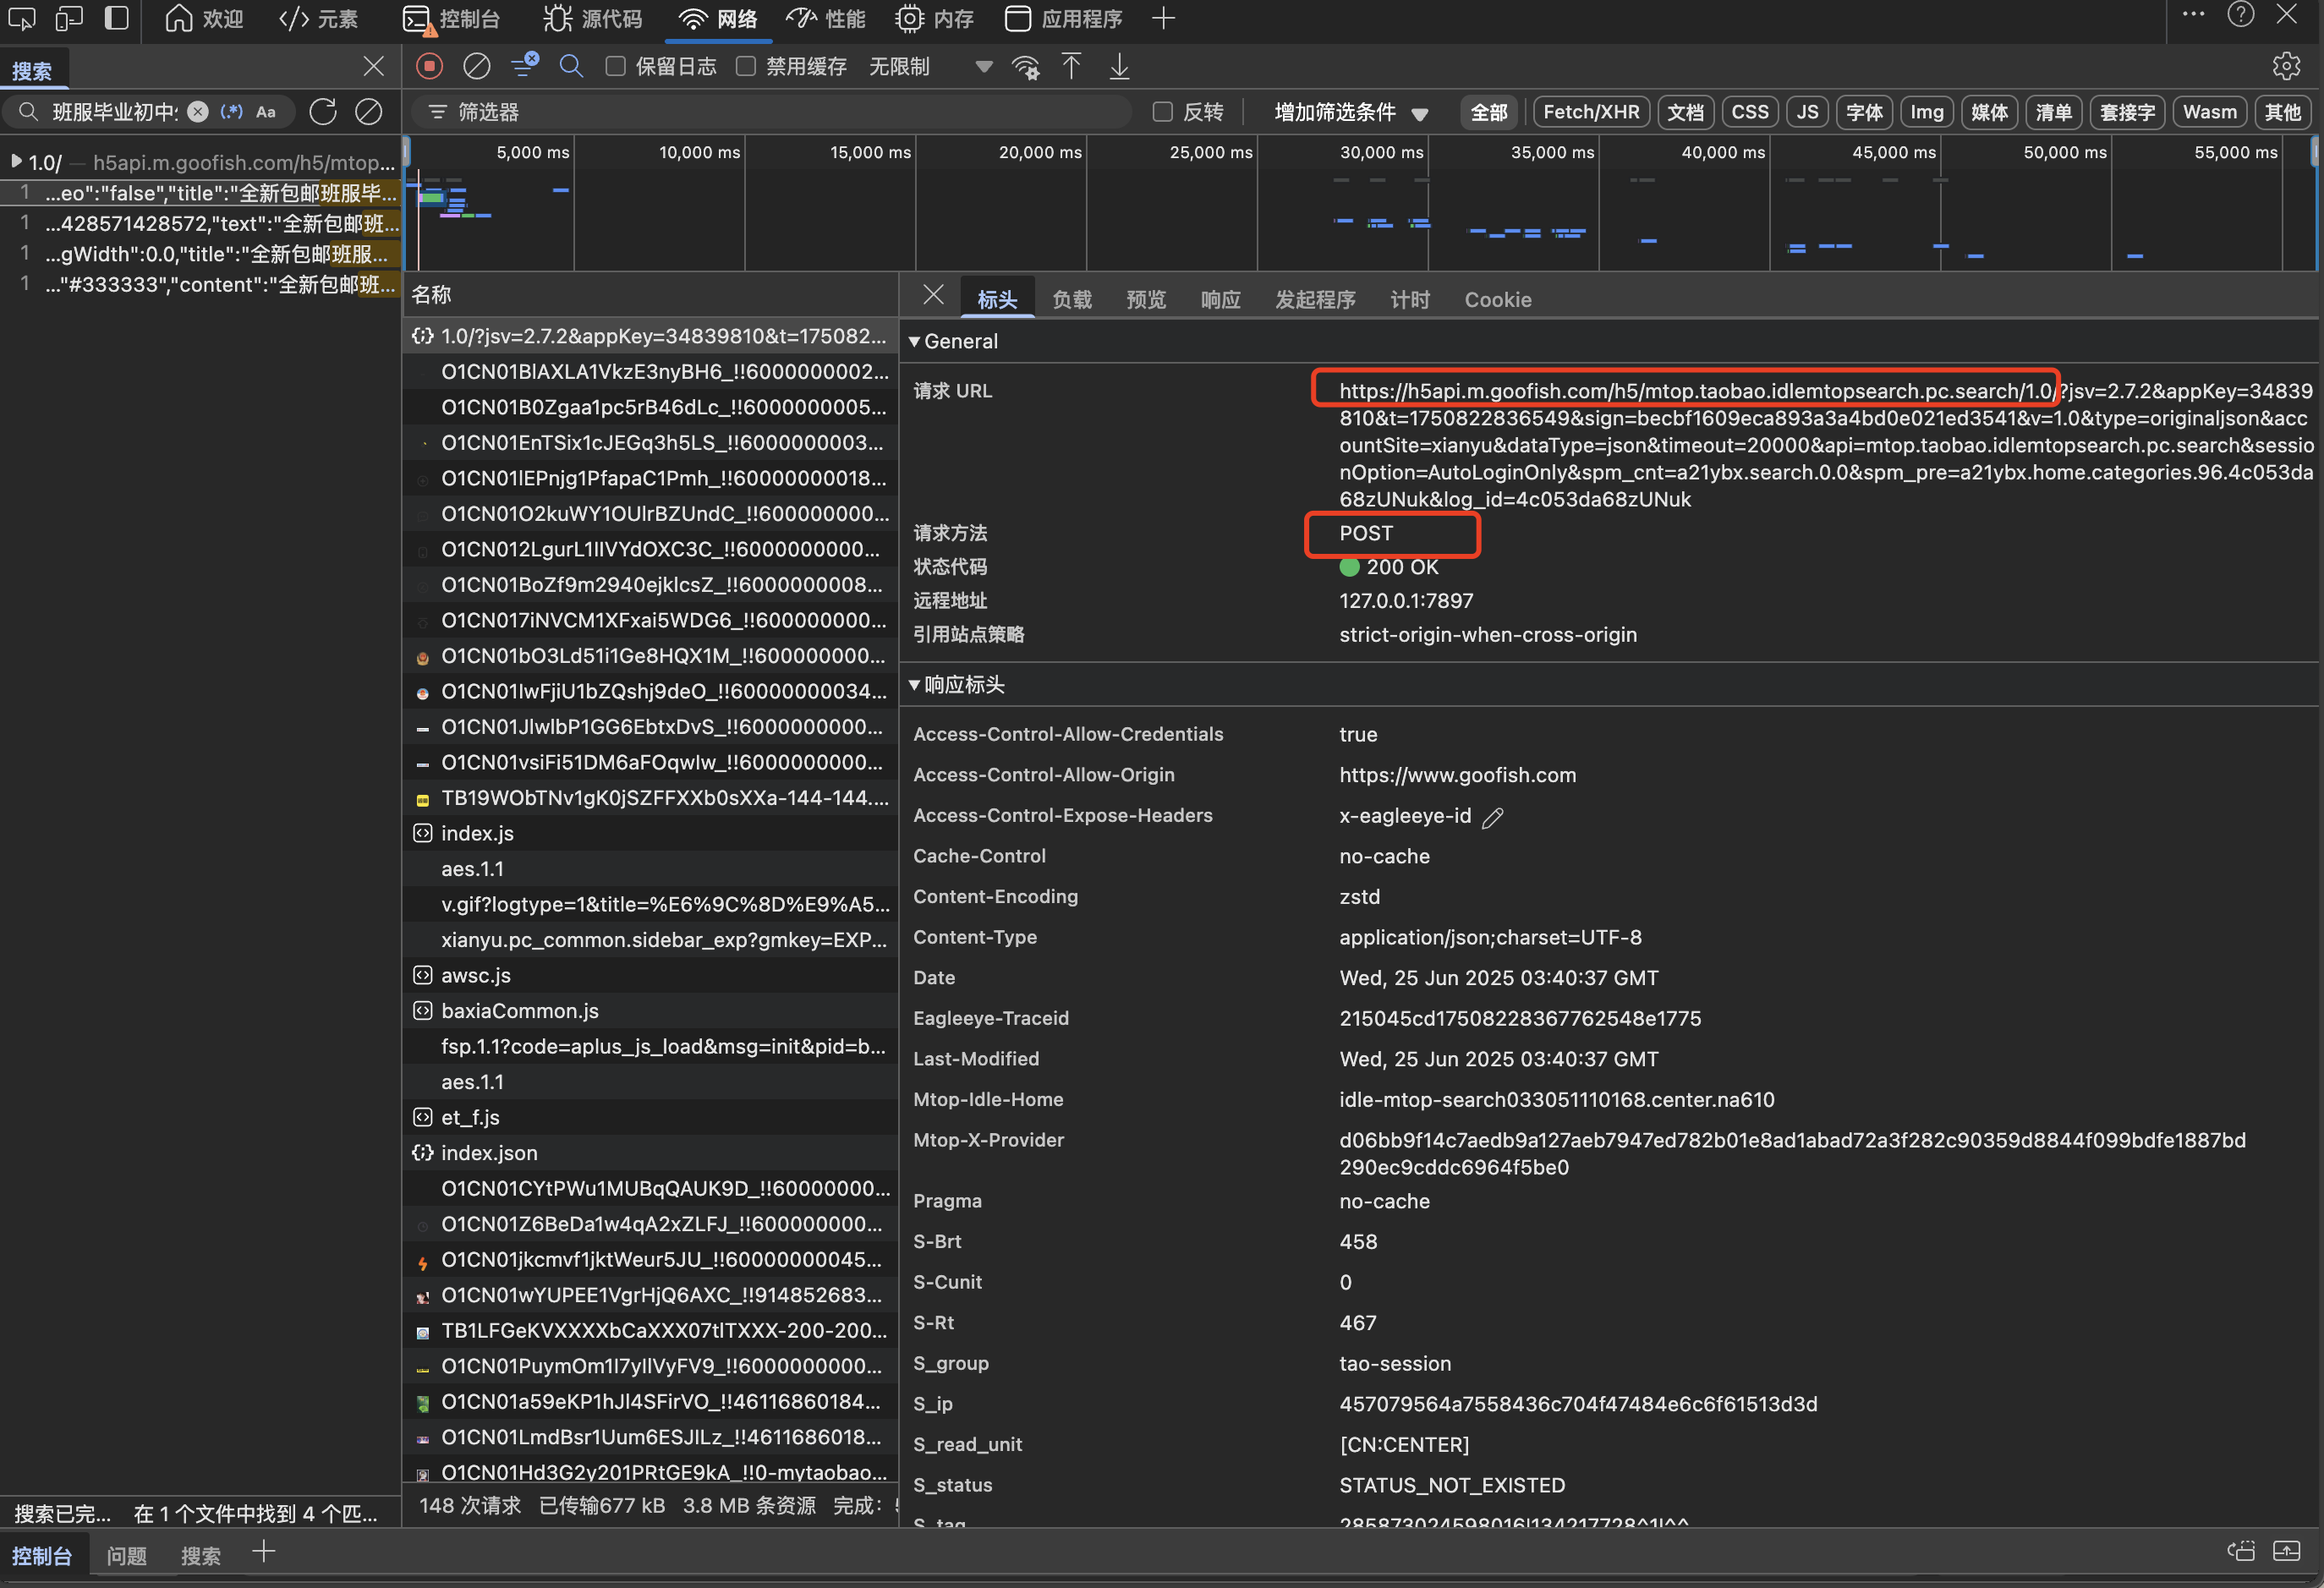 欢迎
元素
控制台
源代码
网络
性能
内存
应用程序
搜索
保留日志
禁用缓存
无限制
班服毕业初中
(.*)
Aa
筛选器
反转
增加筛选条件
全部
Fetch/XHR
文档
CSS
JS
字体
Img
媒体
清单
套接字
Wasm
其他
1.0/ — h5api.m.goofish.com/h5/mtop...
1 ...eo":"false","title":"全新包邮班服毕...
1 ...428571428572,"text":"全新包邮班...
1 ...gWidth":0.0,"title":"全新包邮班服...
1 ..."#333333","content":"全新包邮班...
5,000 ms
10,000 ms
15,000 ms
20,000 ms
25,000 ms
30,000 ms
35,000 ms
40,000 ms
45,000 ms
50,000 ms
55,000 ms
名称
1.0/?jsv=2.7.2&appKey=34839810&t=175082...
O1CN01BlAXLA1VkzE3nyBH6_!!6000000002...
O1CN01B0Zgaa1pc5rB46dLc_!!6000000005...
O1CN01EnTSix1cJEGq3h5LS_!!6000000003...
O1CN01lEPnjg1PfapaC1Pmh_!!60000000018...
O1CN01O2kuWY1OUlrBZUndC_!!600000000...
O1CN012LgurL1lIVYdOXC3C_!!6000000000...
O1CN01BoZf9m2940ejklcsZ_!!6000000008...
O1CN017iNVCM1XFxai5WDG6_!!600000000...
O1CN01bO3Ld51i1Ge8HQX1M_!!600000000...
O1CN01lwFjiU1bZQshj9deO_!!60000000034...
O1CN01JlwlbP1GG6EbtxDvS_!!6000000000...
O1CN01vsiFi51DM6aFOqwIw_!!6000000000...
TB19WObTNv1gK0jSZFFXXb0sXXa-144-144....
index.js
aes.1.1
v.gif?logtype=1&title=%E6%9C%8D%E9%A5...
xianyu.pc_common.sidebar_exp?gmkey=EXP...
awsc.js
baxiaCommon.js
fsp.1.1?code=aplus_js_load&msg=init&pid=b...
aes.1.1
et_f.js
index.json
O1CN01CYtPWu1MUBqQAUK9D_!!60000000...
O1CN01Z6BeDa1w4qA2xZLFJ_!!600000000...
O1CN01jkcmvf1jktWeur5JU_!!60000000045...
O1CN01wYUPEE1VgrHjQ6AXC_!!914852683...
TB1LFGeKVXXXXbCaXXX07tlTXXX-200-200...
O1CN01PuymOm1l7yIlVyFV9_!!6000000000...
O1CN01a59eKP1hJl4SFirVO_!!46116860184...
O1CN01LmdBsr1Uum6ESJlLz_!!4611686018...
O1CN01Hd3G2y201PRtGE9kA_!!0-mytaobao...
标头
负载
预览
响应
发起程序
计时
Cookie
General
请求 URL
https://h5api.m.goofish.com/h5/mtop.taobao.idlemtopsearch.pc.search/1.0/?jsv=2.7.2&appKey=34839
810&t=1750822836549&sign=becbf1609eca893a3a4bd0e021ed3541&v=1.0&type=originaljson&acc
ountSite=xianyu&dataType=json&timeout=20000&api=mtop.taobao.idlemtopsearch.pc.search&sessio
nOption=AutoLoginOnly&spm_cnt=a21ybx.search.0.0&spm_pre=a21ybx.home.categories.96.4c053da
68zUNuk&log_id=4c053da68zUNuk
请求方法 POST
状态代码 200 OK
远程地址 127.0.0.1:7897
引用站点策略 strict-origin-when-cross-origin
响应标头
Access-Control-Allow-Credentials true
Access-Control-Allow-Origin https://www.goofish.com
Access-Control-Expose-Headers x-eagleeye-id
Cache-Control no-cache
Content-Encoding zstd
Content-Type application/json;charset=UTF-8
Date Wed, 25 Jun 2025 03:40:37 GMT
Eagleeye-Traceid 215045cd17508228367762548e1775
Last-Modified Wed, 25 Jun 2025 03:40:37 GMT
Mtop-Idle-Home idle-mtop-search033051110168.center.na610
Mtop-X-Provider d06bb9f14c7aedb9a127aeb7947ed782b01e8ad1abad72a3f282c90359d8844f099bdfe1887bd
290ec9cddc6964f5be0
Pragma no-cache
S-Brt 458
S-Cunit 0
S-Rt 467
S_group tao-session
S_ip 457079564a7558436c704f47484e6c6f61513d3d
S_read_unit [CN:CENTER]
S_status STATUS_NOT_EXISTED
S_tag 285873024598016|134217728^1|^^
搜索已完... 在 1 个文件中找到 4 个匹...
148 次请求 已传输677 kB 3.8 MB 条资源 完成：
控制台
问题
搜索